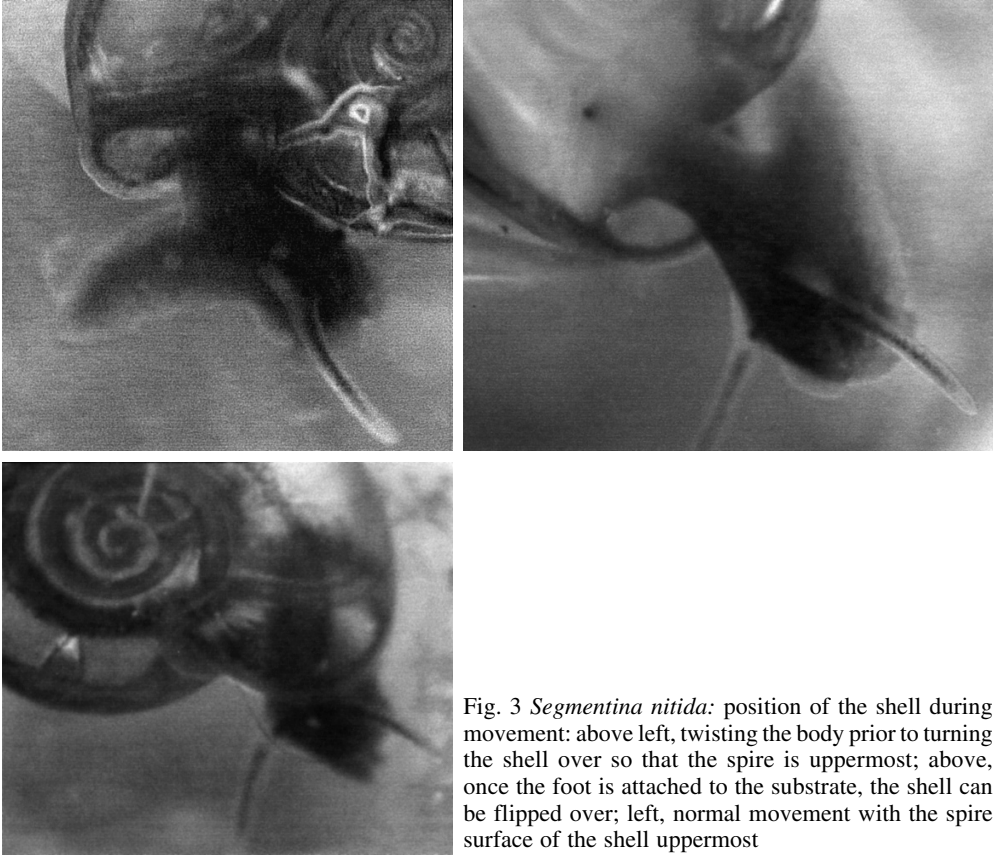 Fig. 3 Segmentina nitida: position of the shell during
movement: above left, twisting the body prior to turning
the shell over so that the spire is uppermost; above,
once the foot is attached to the substrate, the shell can
be flipped over; left, normal movement with the spire
surface of the shell uppermost